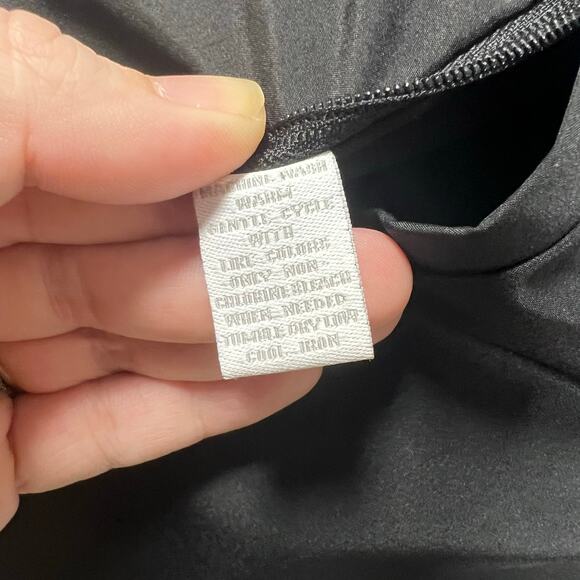 MACHINE WASH
WARM
GENTLE CYCLE
WITH
LIKE COLORS
ONLY NON-
CHLORINE BLEACH
WHEN NEEDED
TUMBLE DRY LOW
COOL IRON